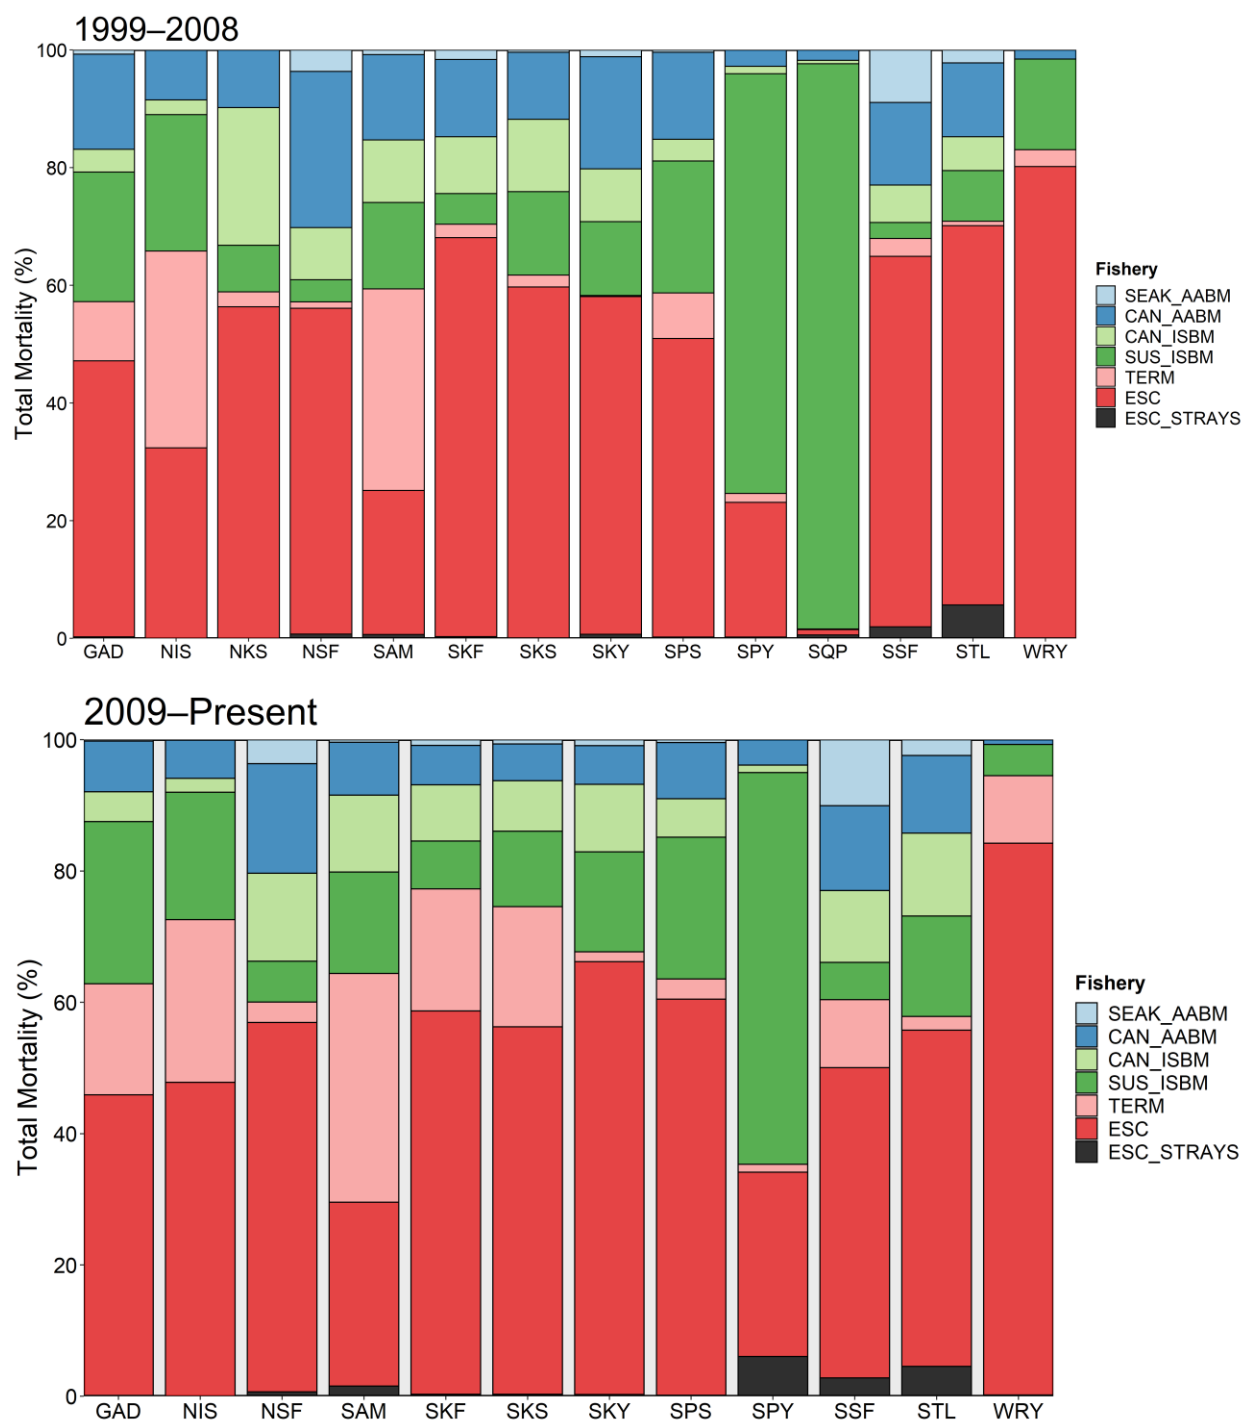 1999–2008
Total Mortality (%)
100
80
60
40
20
0
GAD NIS NKS NSF SAM SKF SKS SKY SPS SPY SQP SSF STL WRY
Fishery
SEAK_AABM
CAN_AABM
CAN_ISBM
SUS_ISBM
TERM
ESC
ESC_STRAYS
2009–Present
Total Mortality (%)
100
80
60
40
20
0
GAD NIS NSF SAM SKF SKS SKY SPS SPY SSF STL WRY
Fishery
SEAK_AABM
CAN_AABM
CAN_ISBM
SUS_ISBM
TERM
ESC
ESC_STRAYS